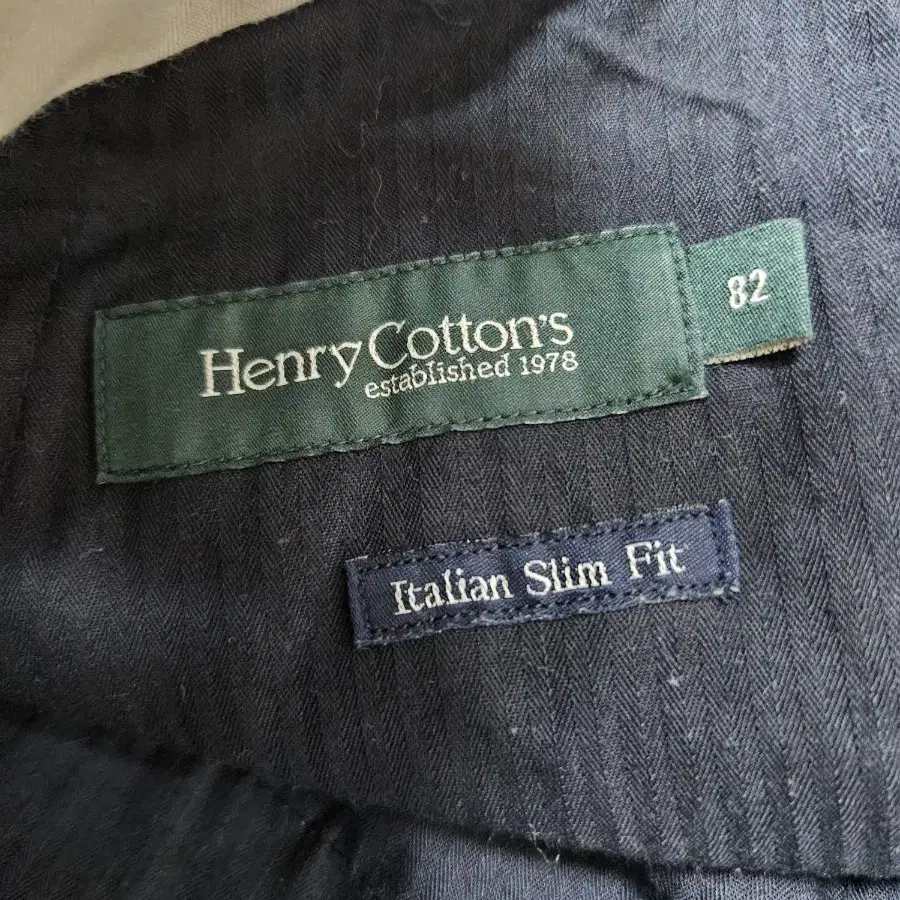 Henry Cotton's
established 1978
82
Italian Slim Fit